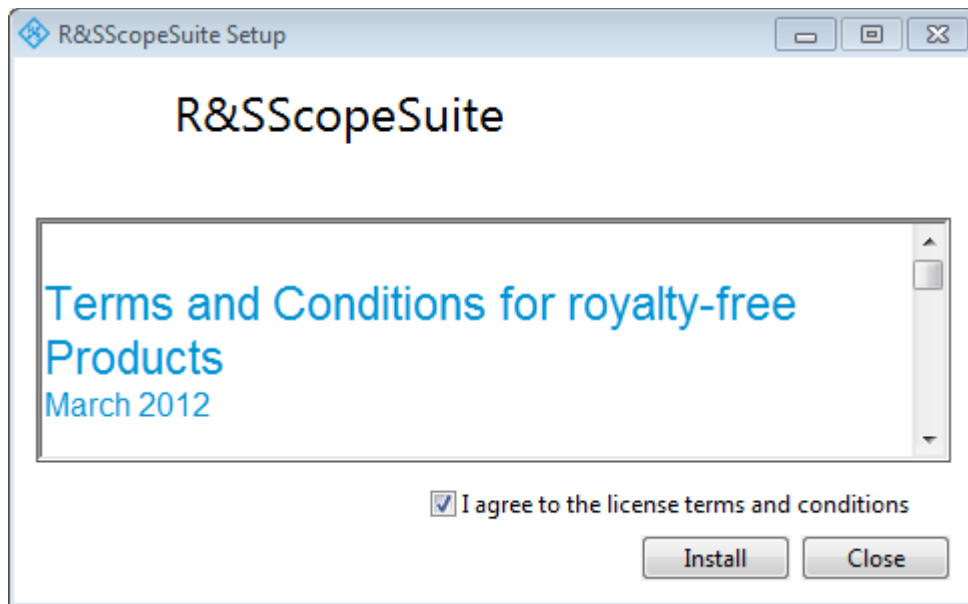 R&SScopeSuite Setup
R&SScopeSuite
Terms and Conditions for royalty-free
Products
March 2012
I agree to the license terms and conditions
Install Close